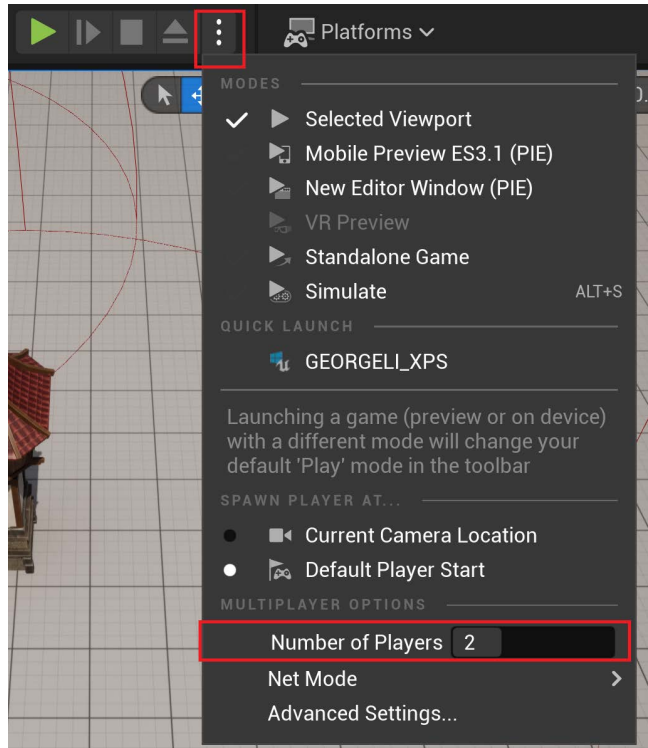 Platforms
MODES
Selected Viewport
Mobile Preview ES3.1 (PIE)
New Editor Window (PIE)
VR Preview
Standalone Game
Simulate ALT+S
QUICK LAUNCH
GEORGELI_XPS
Launching a game (preview or on device)
with a different mode will change your
default 'Play' mode in the toolbar
SPAWN PLAYER AT...
Current Camera Location
Default Player Start
MULTIPLAYER OPTIONS
Number of Players 2
Net Mode
Advanced Settings...